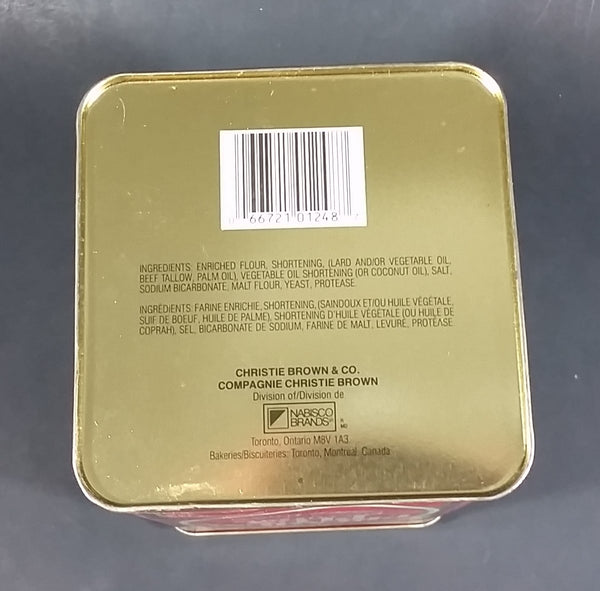 0 66721 01248 7
INGREDIENTS: ENRICHED FLOUR, SHORTENING, (LARD AND/OR VEGETABLE OIL,
BEEF TALLOW, PALM OIL), VEGETABLE OIL SHORTENING (OR COCONUT OIL), SALT,
SODIUM BICARBONATE, MALT FLOUR, YEAST, PROTEASE.
INGRÉDIENTS: FARINE ENRICHIE, SHORTENING, (SAINDOUX ET/OU HUILE VÉGÉTALE,
SUIF DE BOEUF, HUILE DE PALME), SHORTENING D'HUILE VÉGÉTALE (OU HUILE DE
COPRAH), SEL, BICARBONATE DE SODIUM, FARINE DE MALT, LEVURE, PROTÉASE
CHRISTIE BROWN & CO.
COMPAGNIE CHRISTIE BROWN
Division of/Division de
NABISCO
BRANDS
Toronto, Ontario M8V 1A3
Bakeries/Biscuiteries: Toronto, Montréal, Canada